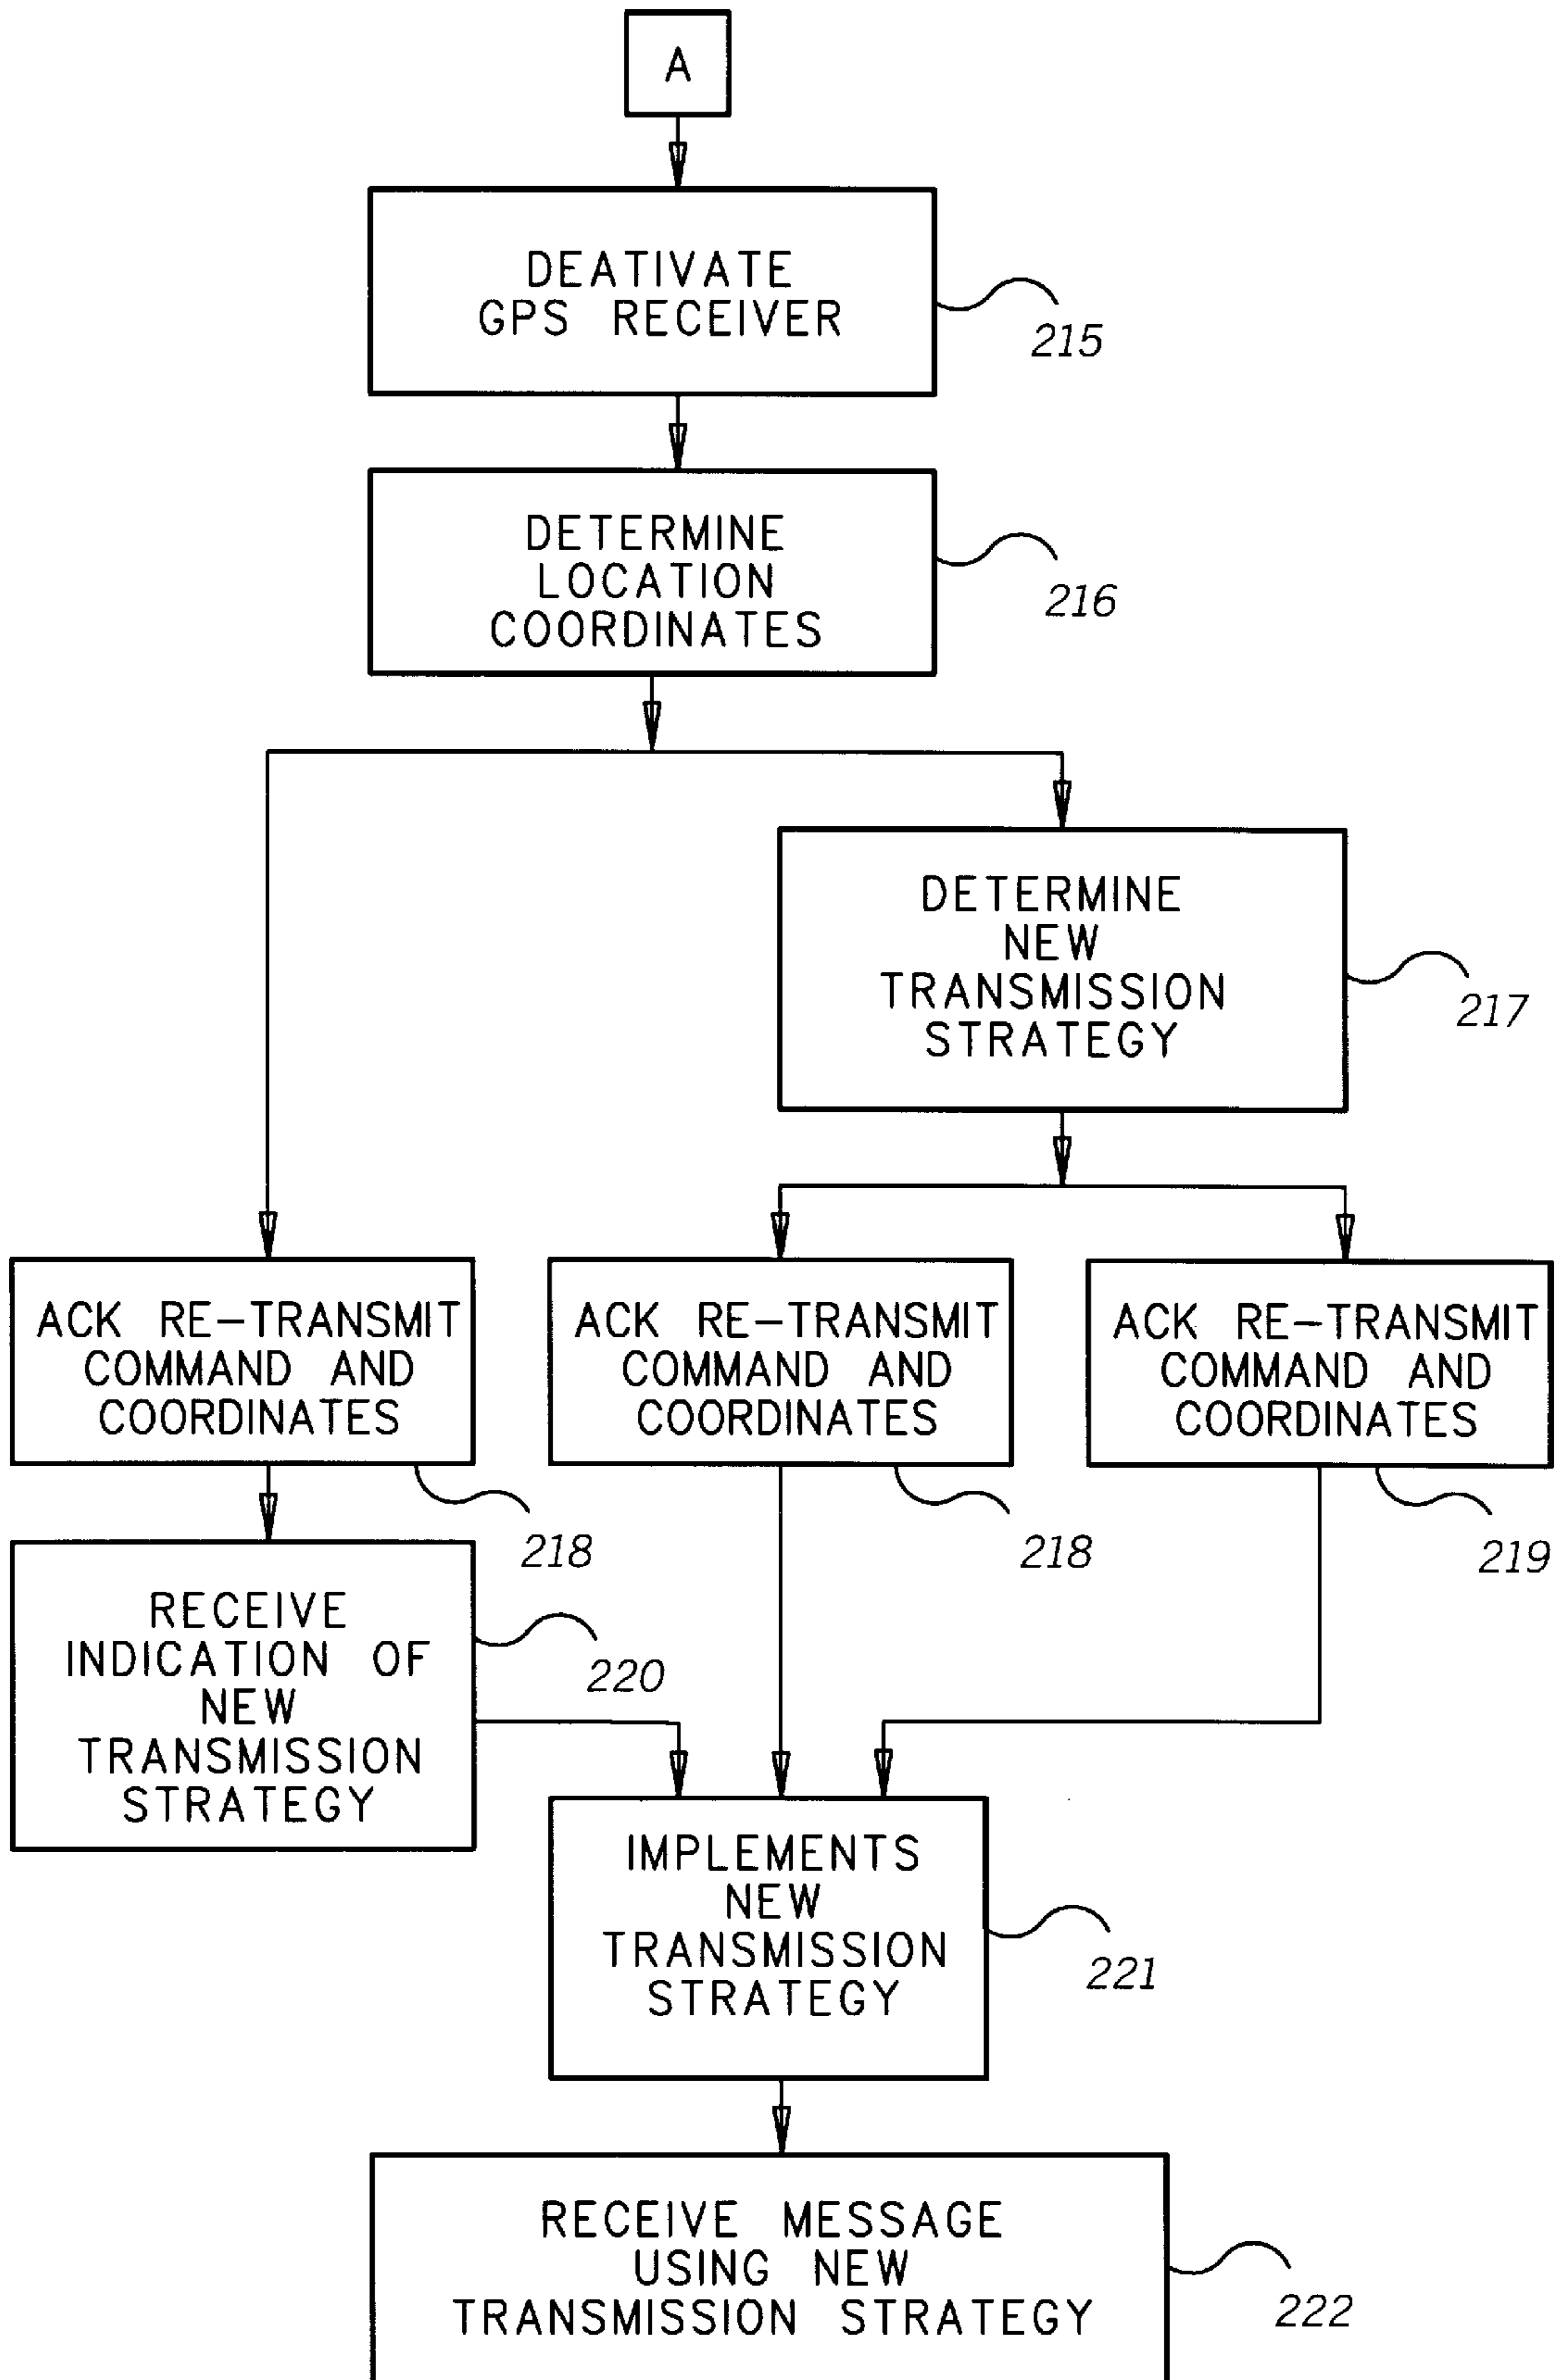 A
DEATIVATE
GPS RECEIVER
215
DETERMINE
LOCATION
COORDINATES
216
DETERMINE
NEW
TRANSMISSION
STRATEGY
217
ACK RE-TRANSMIT
COMMAND AND
COORDINATES
218
ACK RE-TRANSMIT
COMMAND AND
COORDINATES
218
ACK RE-TRANSMIT
COMMAND AND
COORDINATES
219
RECEIVE
INDICATION OF
NEW
TRANSMISSION
STRATEGY
220
IMPLEMENTS
NEW
TRANSMISSION
STRATEGY
221
RECEIVE MESSAGE
USING NEW
TRANSMISSION STRATEGY
222